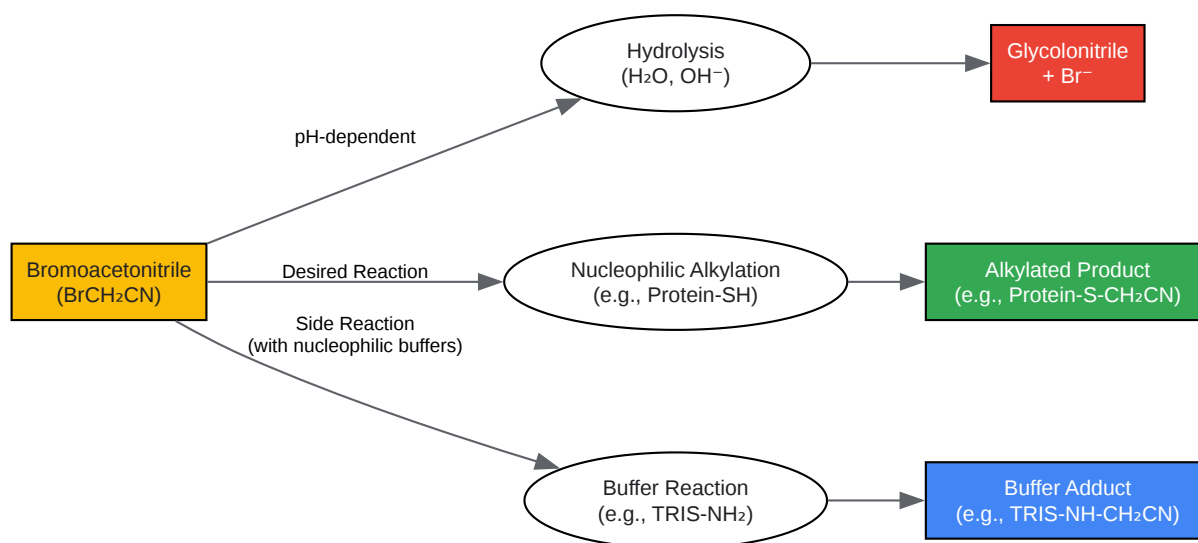 Hydrolysis
(H₂O, OH⁻)
Glycolonitrile
+ Br⁻
pH-dependent
Bromoacetonitrile
(BrCH₂CN)
Desired Reaction
Nucleophilic Alkylation
(e.g., Protein-SH)
Alkylated Product
(e.g., Protein-S-CH₂CN)
Side Reaction
(with nucleophilic buffers)
Buffer Reaction
(e.g., TRIS-NH₂)
Buffer Adduct
(e.g., TRIS-NH-CH₂CN)